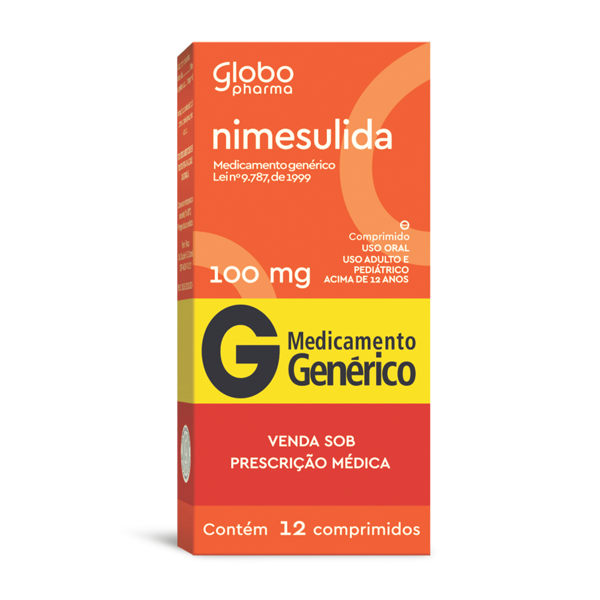 Globo
pharma
nimesulida
Medicamento genérico
Lei nº 9.787, de 1999
Comprimido
USO ORAL
USO ADULTO E
PEDIÁTRICO
ACIMA DE 12 ANOS
100 mg
G Medicamento
Genérico
VENDA SOB
PRESCRIÇÃO MÉDICA
Contém 12 comprimidos